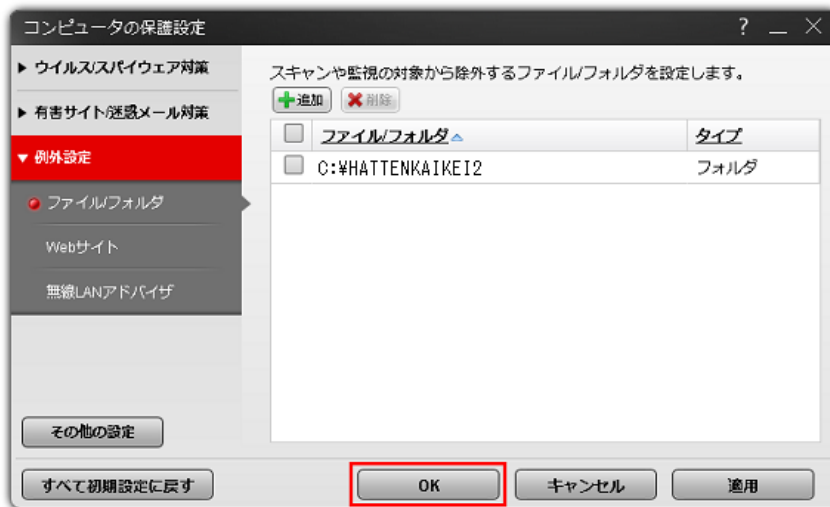 コンピュータの保護設定
?
ウイルス/スパイウェア対策
有害サイト/迷惑メール対策
例外設定
ファイル/フォルダ
Webサイト
無線LANアドバイザ
その他の設定
スキャンや監視の対象から除外するファイル/フォルダを設定します。
追加 削除
ファイル/フォルダ タイプ
C:¥HATTENKAIKEI2 フォルダ
すべて初期設定に戻す OK キャンセル 適用